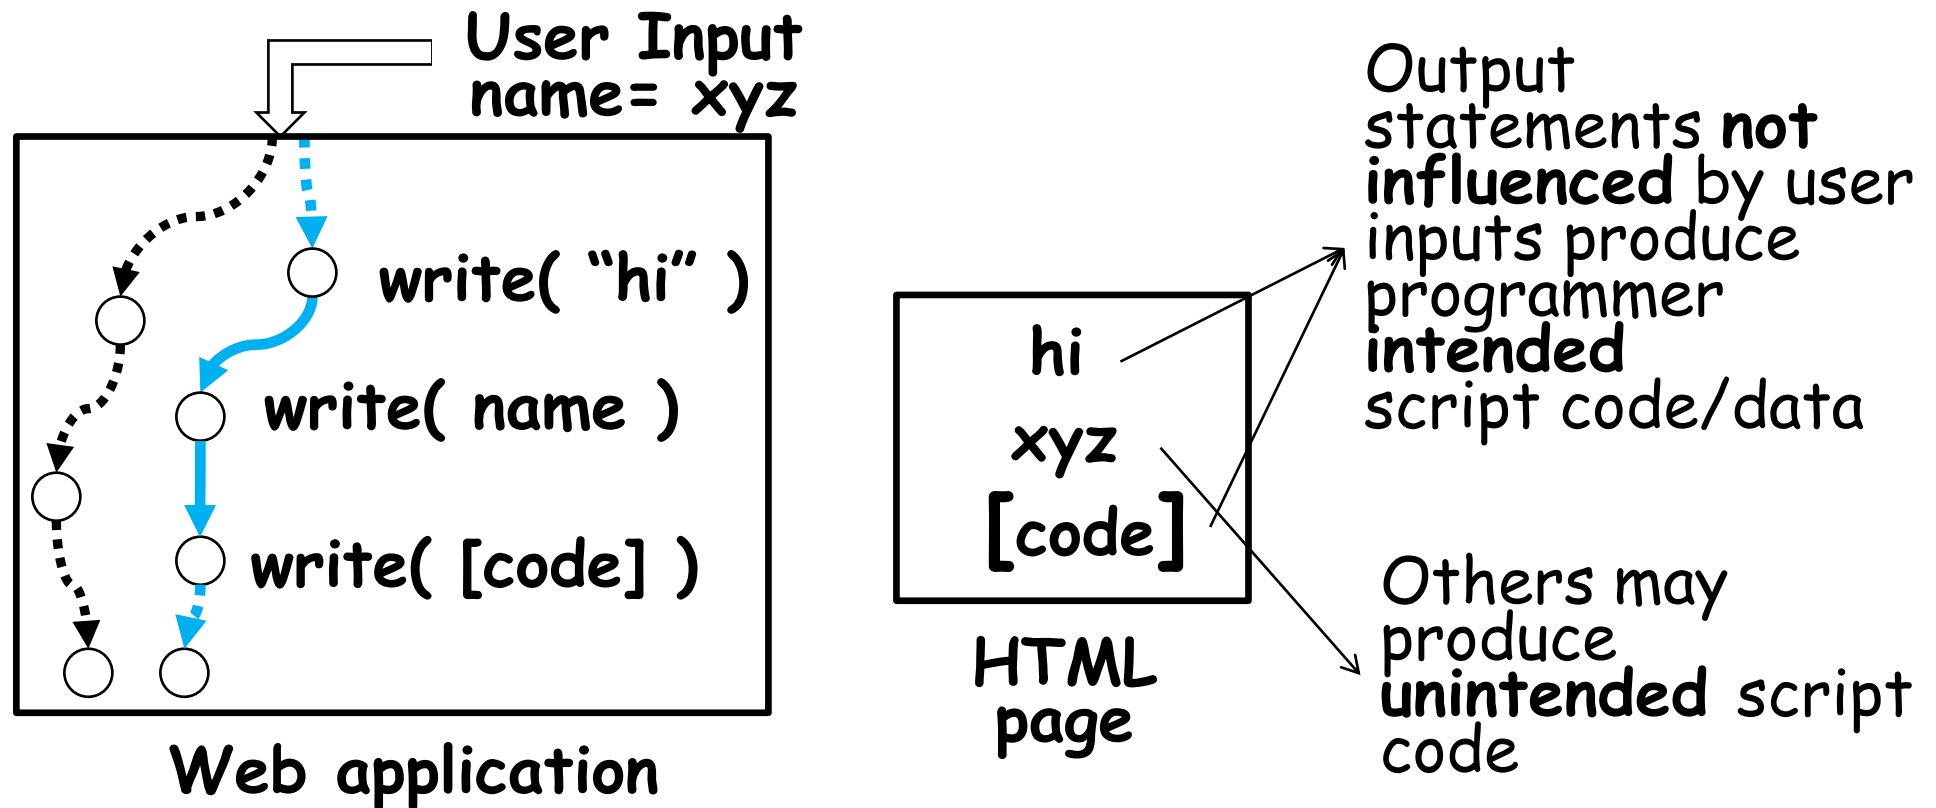 User Input
name= xyz
write( “hi” )
write( name )
write( [code] )
Web application
hi
xyz
[code]
HTML
page
Output
statements not
influenced by user
inputs produce
programmer
intended
script code/data
Others may
produce
unintended script
code